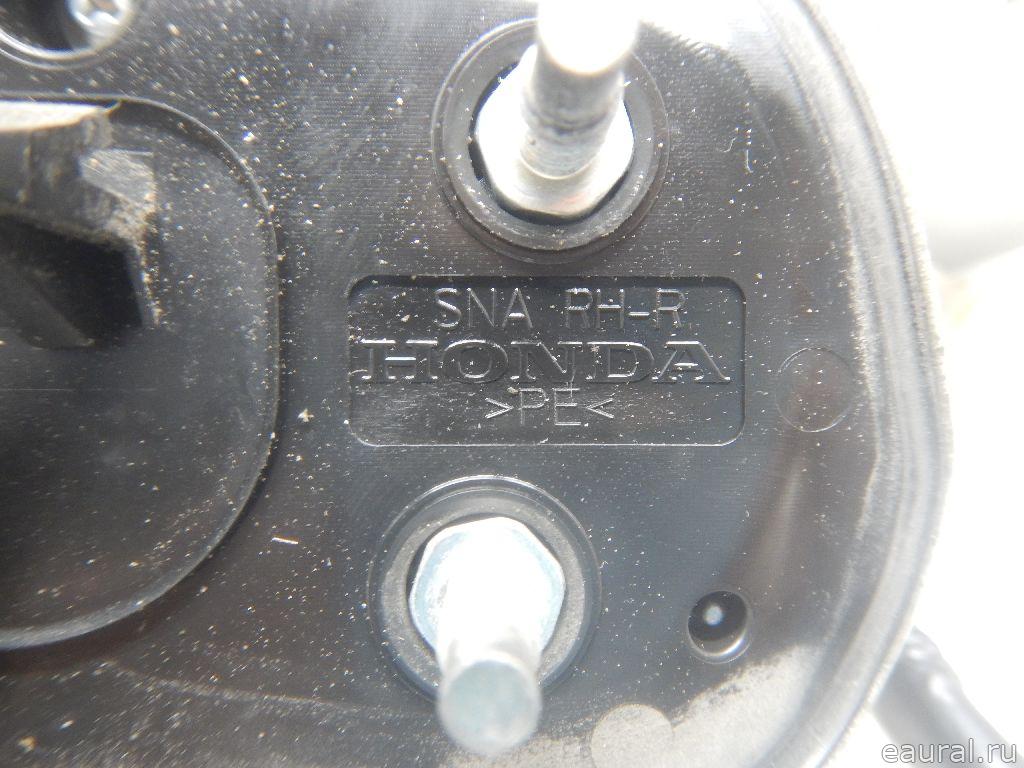 SNA RH-R
HONDA
>PE<
eaural.ru